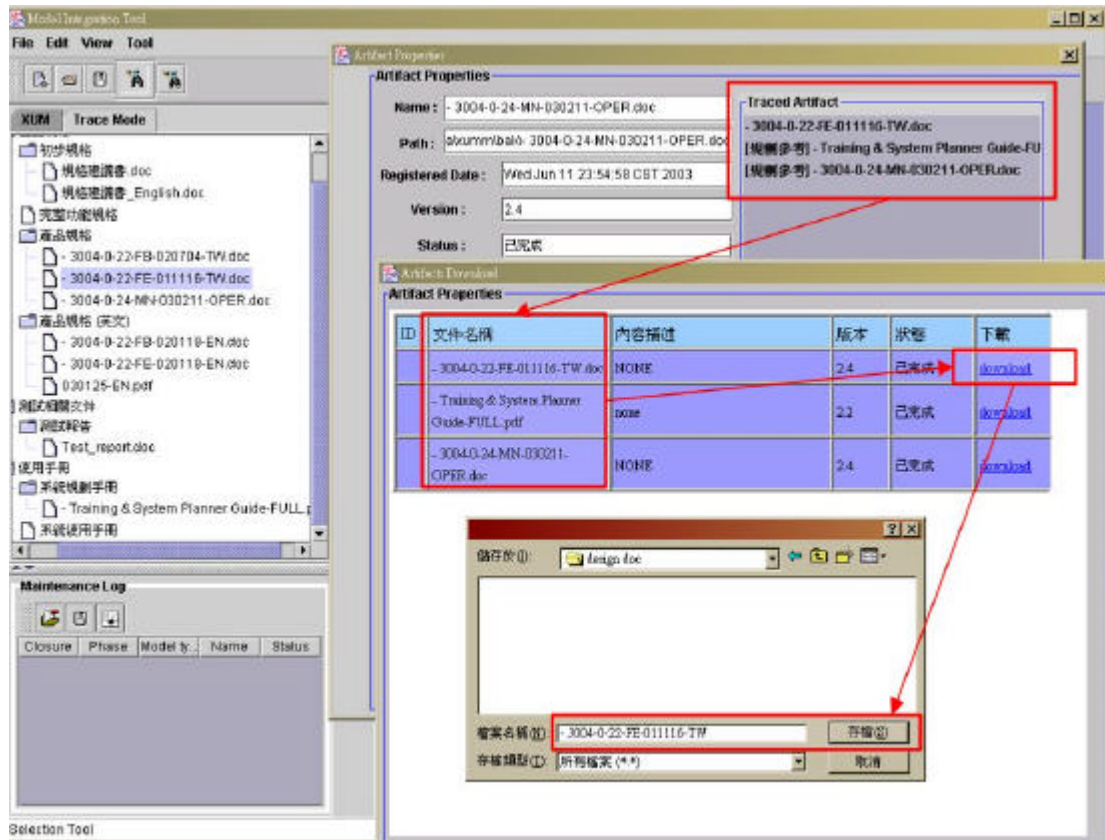 Model Integration Tool
File Edit View Tool
XUM Trace Mode
初步規格
規格建議書.doc
規格建議書_English.doc
完整功能規格
產品規格
- 3004-0-22-FB-020704-TW.doc
- 3004-0-22-FE-011116-TW.doc
- 3004-0-24-MN-030211-OPER.doc
產品規格 (英文)
- 3004-0-22-FB-020118-EN.doc
- 3004-0-22-FE-020118-EN.doc
030125-EN.pdf
測試相關文件
測試報告
Test_report.doc
使用手冊
系統規劃手冊
- Training & System Planner Guide-FULL.p
系統使用手冊
Maintenance Log
Closure Phase Model ty... Name Status
Selection Tool
Artifact Properties
Artifact Properties
Name : - 3004-0-24-MN-030211-OPER.doc
Path : - 3004-0-24-MN-030211-OPER.doc
Registered Date : Wed Jun 11 23:54:58 CST 2003
Version : 2.4
Status : 已完成
Traced Artifact
- 3004-0-22-FE-011116-TW.doc
[規劃參考] - Training & System Planner Guide-FU
[規劃參考] - 3004-0-24-MN-030211-OPER.doc
Artifacts Download
Artifact Properties
ID 文件名稱 內容描述 版本 狀態 下載
- 3004-0-22-FE-011116-TW.doc NONE 2.4 已完成 download
- Training & System Planner
Guide-FULL.pdf none 2.2 已完成 download
- 3004-0-24-MN-030211-
OPER.doc NONE 2.4 已完成 download
儲存於(I): design doc
檔案名稱(N): - 3004-0-22-FE-011116-TW 存檔(S)
存檔類型(T): 所有檔案 (*.*) 取消